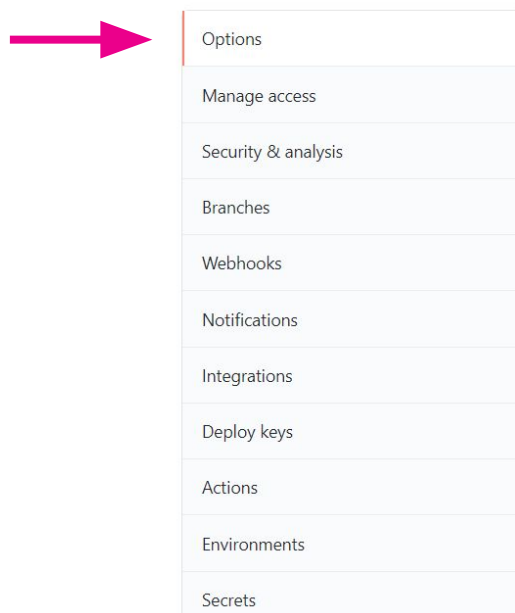 Options
Manage access
Security & analysis
Branches
Webhooks
Notifications
Integrations
Deploy keys
Actions
Environments
Secrets